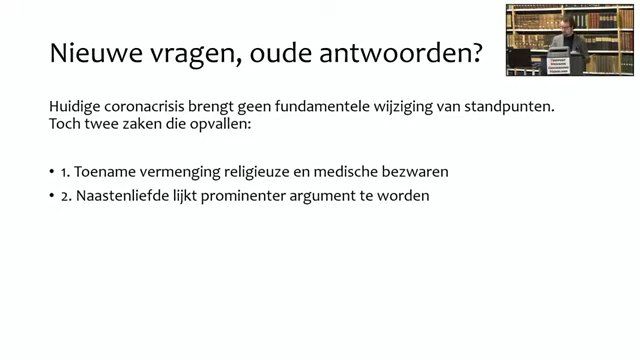 Nieuwe vragen, oude antwoorden?
Huidige coronacrisis brengt geen fundamentele wijziging van standpunten.
Toch twee zaken die opvallen:
• 1. Toename vermenging religieuze en medische bezwaren
• 2. Naastenliefde lijkt prominenter argument te worden